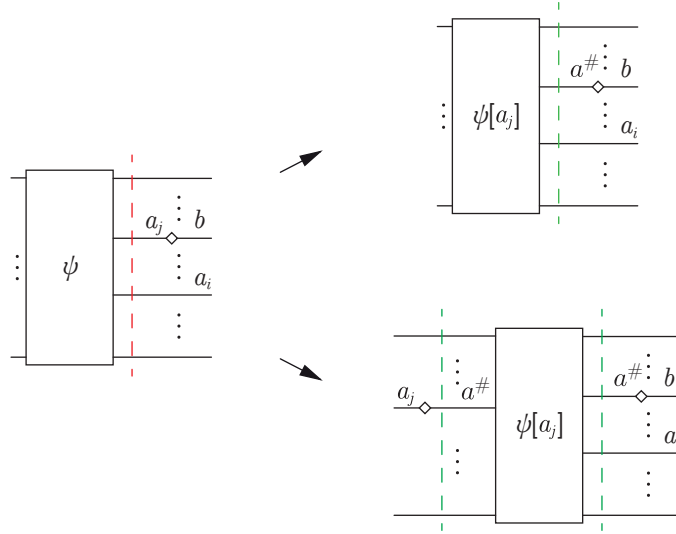 a# b
ψ[a_j]
a_i
a_j b
ψ
a_i
a_j a# a# b
ψ[a_j]
a